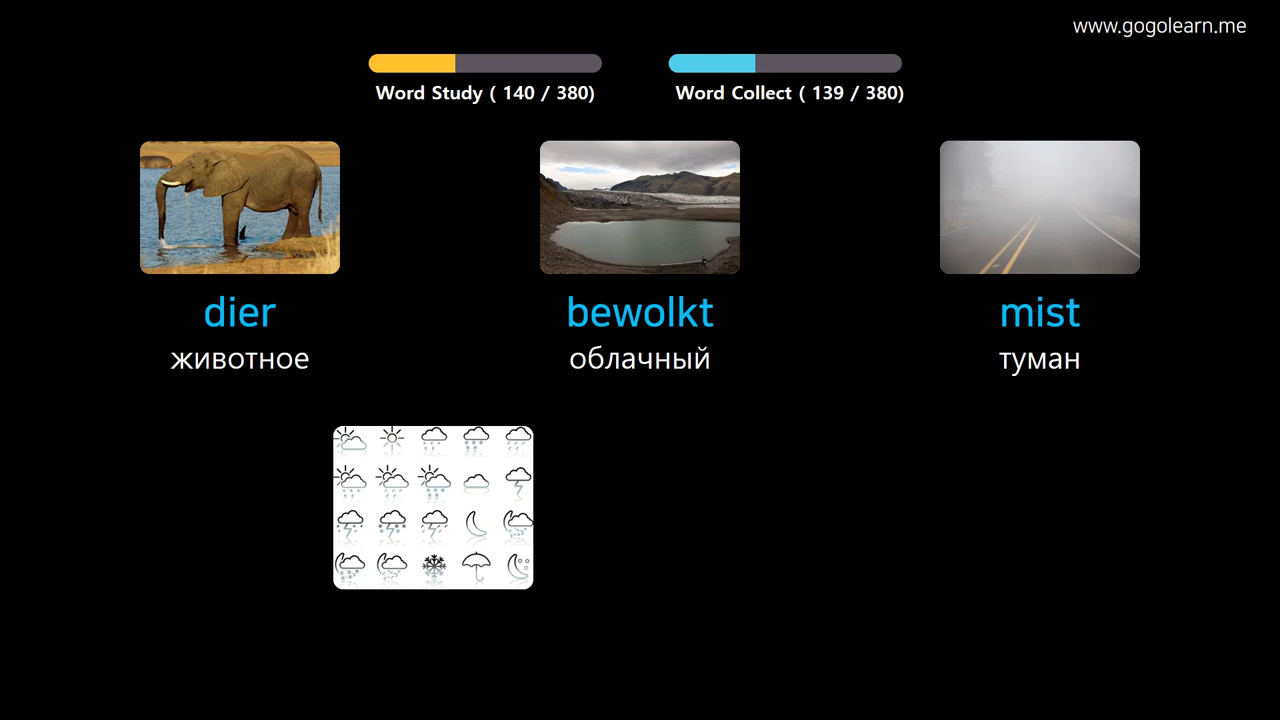 www.gogolearn.me
Word Study ( 140 / 380)
Word Collect ( 139 / 380)
dier
bewolkt
mist
животное
облачный
туман